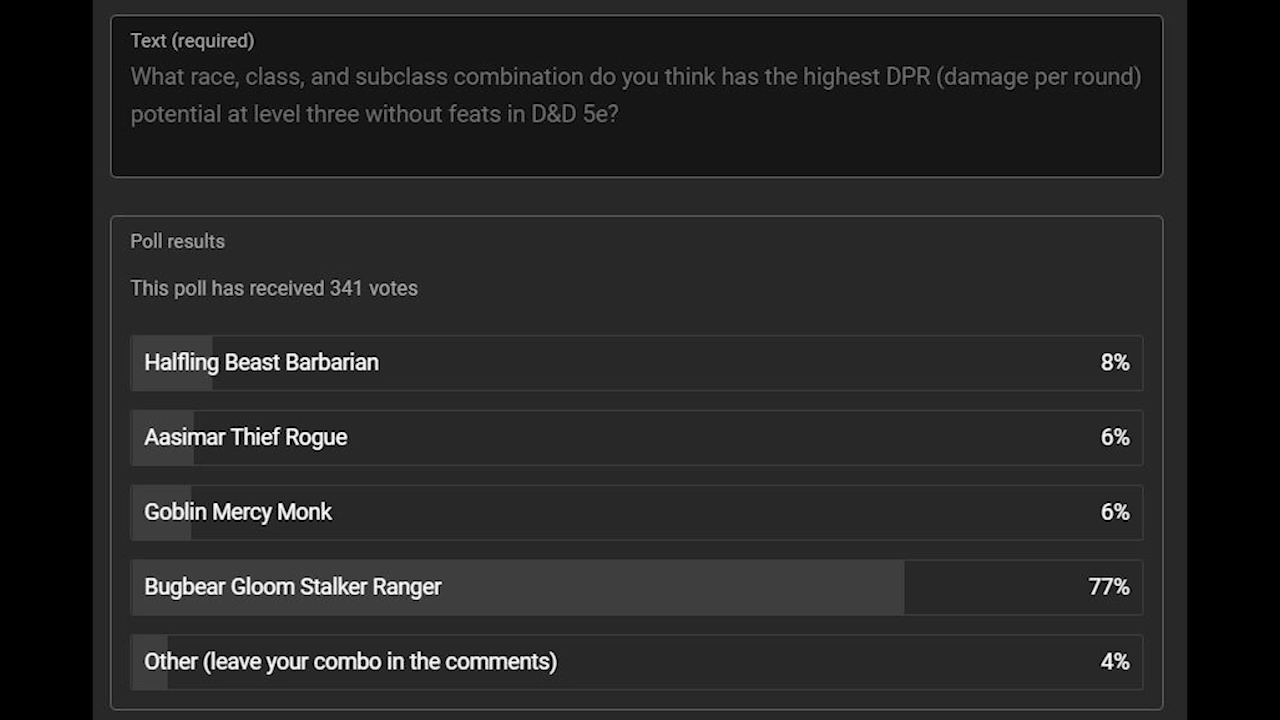 Text (required)
What race, class, and subclass combination do you think has the highest DPR (damage per round)
potential at level three without feats in D&D 5e?
Poll results
This poll has received 341 votes
Halfling Beast Barbarian 8%
Aasimar Thief Rogue 6%
Goblin Mercy Monk 6%
Bugbear Gloom Stalker Ranger 77%
Other (leave your combo in the comments) 4%